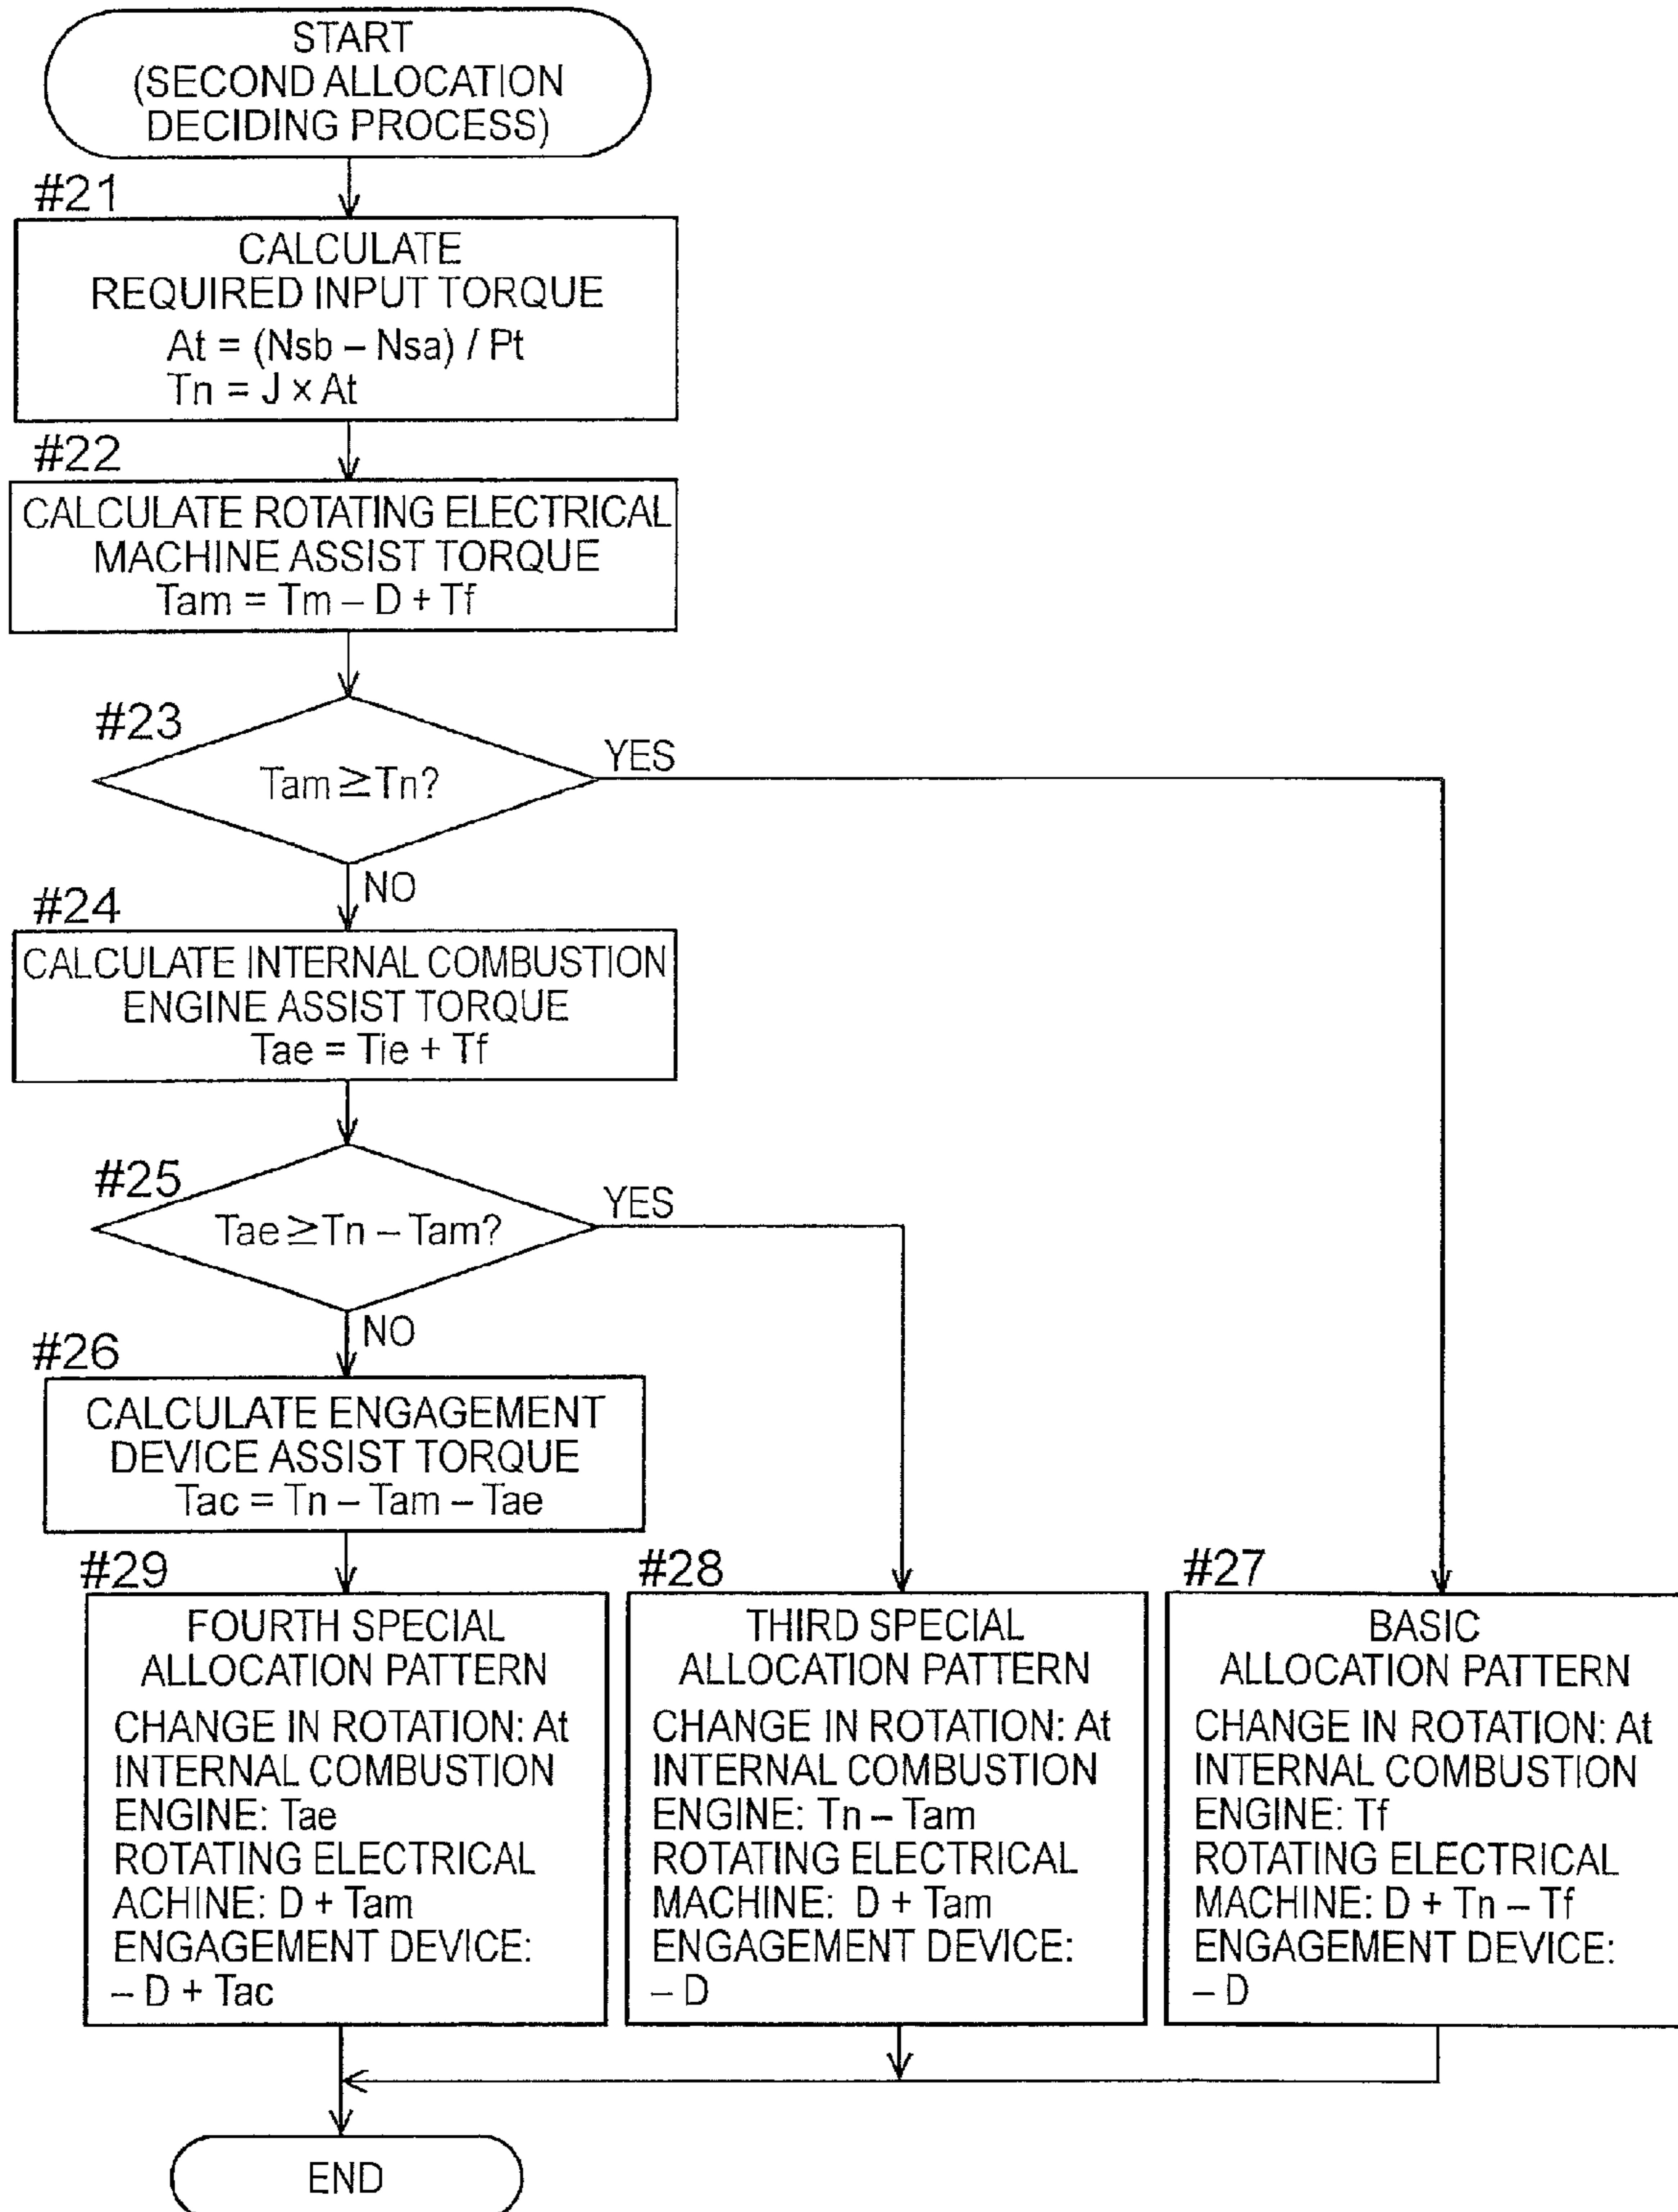 START
(SECOND ALLOCATION
DECIDING PROCESS)
#21
CALCULATE
REQUIRED INPUT TORQUE
At = (Nsb – Nsa) / Pt
Tn = J × At
#22
CALCULATE ROTATING ELECTRICAL
MACHINE ASSIST TORQUE
Tam = Tm – D + Tf
#23
Tam ≧ Tn?
YES
NO
#24
CALCULATE INTERNAL COMBUSTION
ENGINE ASSIST TORQUE
Tae = Tie + Tf
#25
Tae ≧ Tn – Tam?
YES
NO
#26
CALCULATE ENGAGEMENT
DEVICE ASSIST TORQUE
Tac = Tn – Tam – Tae
#29
FOURTH SPECIAL
ALLOCATION PATTERN
CHANGE IN ROTATION: At
INTERNAL COMBUSTION
ENGINE: Tae
ROTATING ELECTRICAL
ACHINE: D + Tam
ENGAGEMENT DEVICE:
– D + Tac
#28
THIRD SPECIAL
ALLOCATION PATTERN
CHANGE IN ROTATION: At
INTERNAL COMBUSTION
ENGINE: Tn – Tam
ROTATING ELECTRICAL
MACHINE: D + Tam
ENGAGEMENT DEVICE:
– D
#27
BASIC
ALLOCATION PATTERN
CHANGE IN ROTATION: At
INTERNAL COMBUSTION
ENGINE: Tf
ROTATING ELECTRICAL
MACHINE: D + Tn – Tf
ENGAGEMENT DEVICE:
– D
END